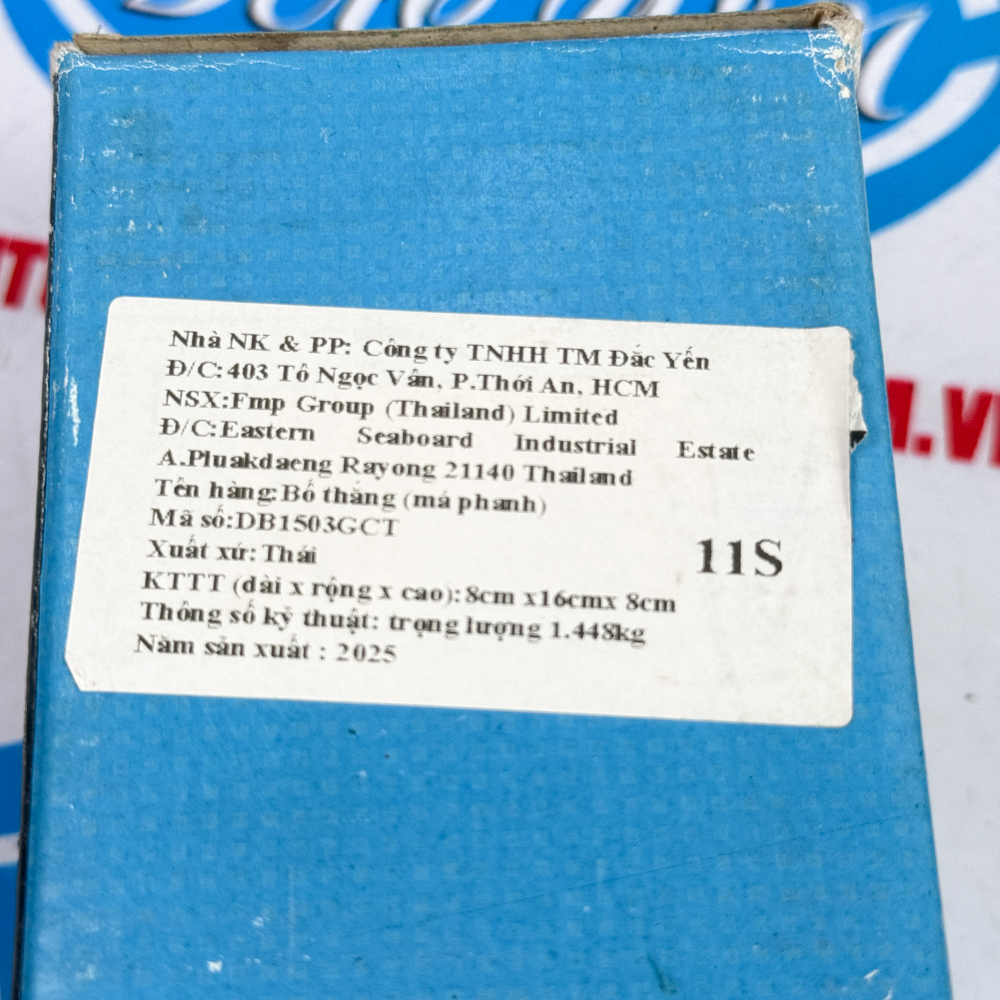 Nhà NK & PP: Công ty TNHH TM Đắc Yến
Đ/C:403 Tô Ngọc Vân, P.Thới An, HCM
NSX:Fmp Group (Thailand) Limited
Đ/C:Eastern Seaboard Industrial Estate
A.Pluakdaeng Rayong 21140 Thailand
Tên hàng:Bố thắng (má phanh)
Mã số:DB1503GCT
Xuất xứ: Thái
11S
KTTT (dài x rộng x cao): 8cm x16cmx 8cm
Thông số kỹ thuật: trọng lượng 1.448kg
Năm sản xuất : 2025